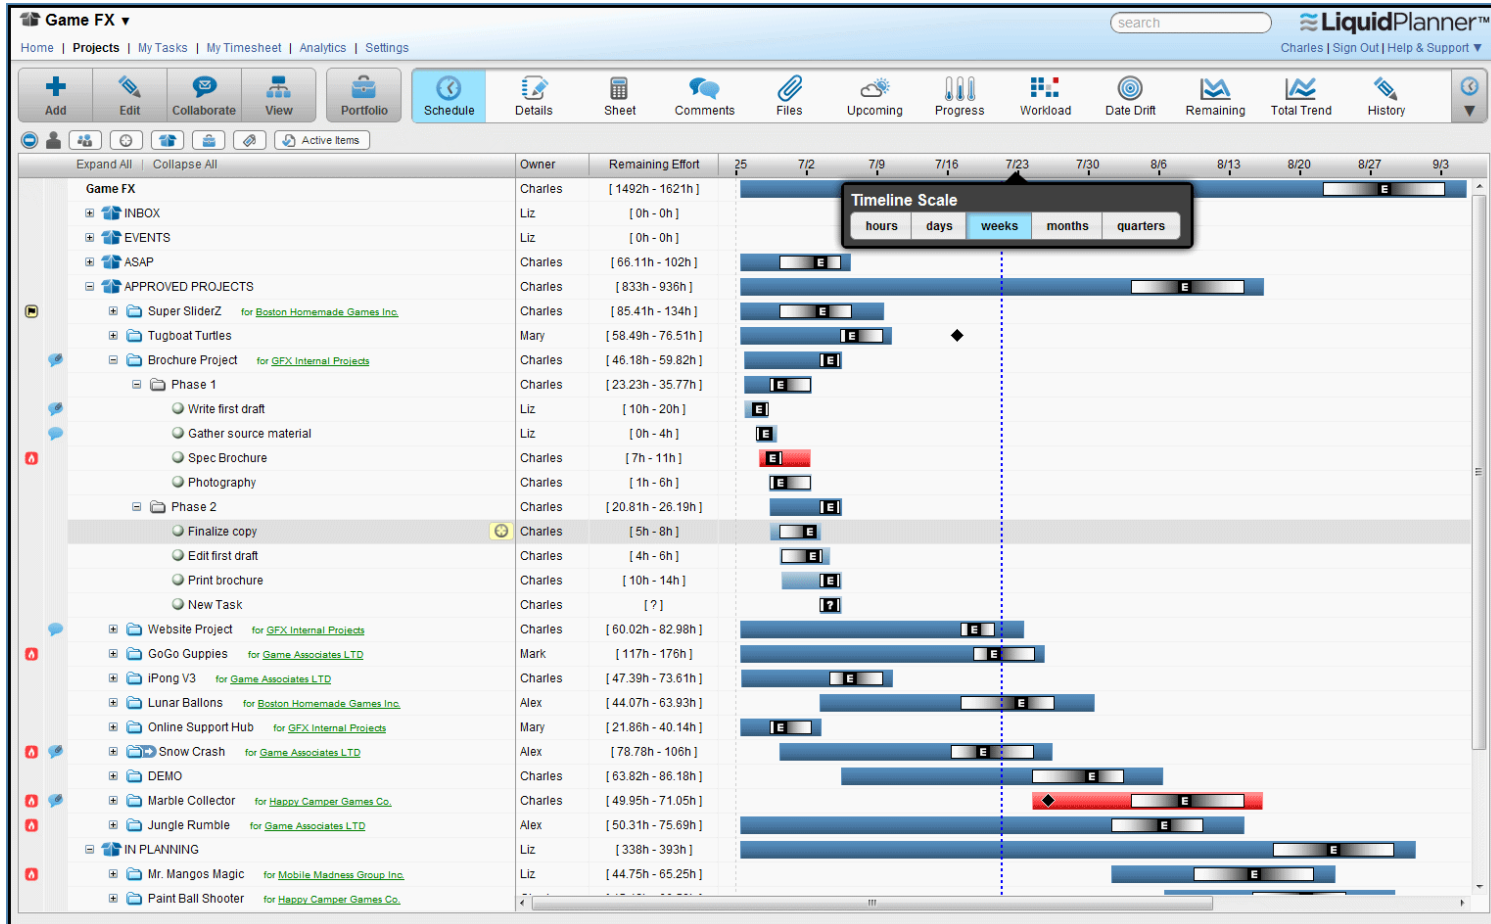 Game FX ▼
search
LiquidPlanner™
Home | Projects | My Tasks | My Timesheet | Analytics | Settings
Charles | Sign Out | Help & Support ▼
Add Edit Collaborate View Portfolio Schedule Details Sheet Comments Files Upcoming Progress Workload Date Drift Remaining Total Trend History
Active Items
Expand All | Collapse All Owner Remaining Effort 25 7/2 7/9 7/16 7/23 7/30 8/6 8/13 8/20 8/27 9/3
Game FX Charles [ 1492h - 1621h ] E
Timeline Scale
INBOX Liz [ 0h - 0h ]
hours days weeks months quarters
EVENTS Liz [ 0h - 0h ]
ASAP Charles [ 66.11h - 102h ] E
APPROVED PROJECTS Charles [ 833h - 936h ] E
Super SliderZ for Boston Homemade Games Inc. Charles [ 85.41h - 134h ] E
Tugboat Turtles Mary [ 58.49h - 76.51h ] E
Brochure Project for GFX Internal Projects Charles [ 46.18h - 59.82h ] E
Phase 1 Charles [ 23.23h - 35.77h ] E
Write first draft Liz [ 10h - 20h ] E
Gather source material Liz [ 0h - 4h ] E
Spec Brochure Charles [ 7h - 11h ] E
Photography Charles [ 1h - 6h ] E
Phase 2 Charles [ 20.81h - 26.19h ] E
Finalize copy Charles [ 5h - 8h ] E
Edit first draft Charles [ 4h - 6h ] E
Print brochure Charles [ 10h - 14h ] E
New Task Charles [ ? ] ?
Website Project for GFX Internal Projects Charles [ 60.02h - 82.98h ] E
GoGo Guppies for Game Associates LTD Mark [ 117h - 176h ] E
iPong V3 for Game Associates LTD Charles [ 47.39h - 73.61h ] E
Lunar Ballons for Boston Homemade Games Inc. Alex [ 44.07h - 63.93h ] E
Online Support Hub for GFX Internal Projects Mary [ 21.86h - 40.14h ] E
Snow Crash for Game Associates LTD Alex [ 78.78h - 106h ] E
DEMO Charles [ 63.82h - 86.18h ] E
Marble Collector for Happy Camper Games Co. Charles [ 49.95h - 71.05h ] E
Jungle Rumble for Game Associates LTD Alex [ 50.31h - 75.69h ] E
IN PLANNING Liz [ 338h - 393h ] E
Mr. Mangos Magic for Mobile Madness Group Inc. Liz [ 44.75h - 65.25h ] E
Paint Ball Shooter for Happy Camper Games Co.